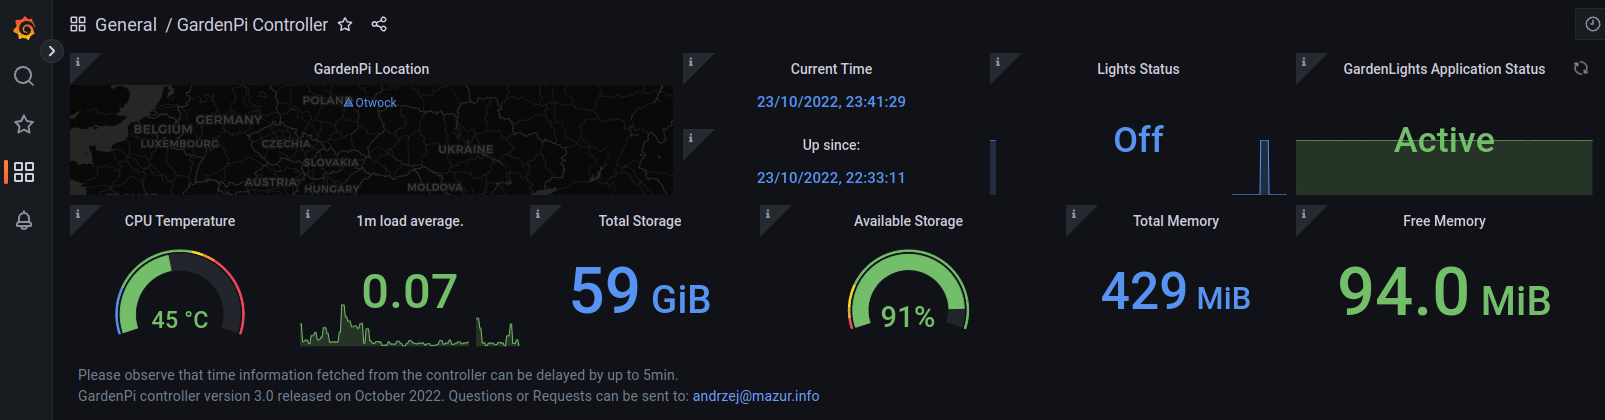 General / GardenPi Controller
GardenPi Location
POLAND
Otwock
GERMANY
BELGIUM
LUXEMBOURG
CZECHIA
UKRAINE
SLOVAKIA
AUSTRIA
HUNGARY
MOLDOVA
Current Time
23/10/2022, 23:41:29
Up since:
23/10/2022, 22:33:11
Lights Status
Off
GardenLights Application Status
Active
CPU Temperature
45 °C
1m load average.
0.07
Total Storage
59 GiB
Available Storage
91%
Total Memory
429 MiB
Free Memory
94.0 MiB
Please observe that time information fetched from the controller can be delayed by up to 5min.
GardenPi controller version 3.0 released on October 2022. Questions or Requests can be sent to: andrzej@mazur.info